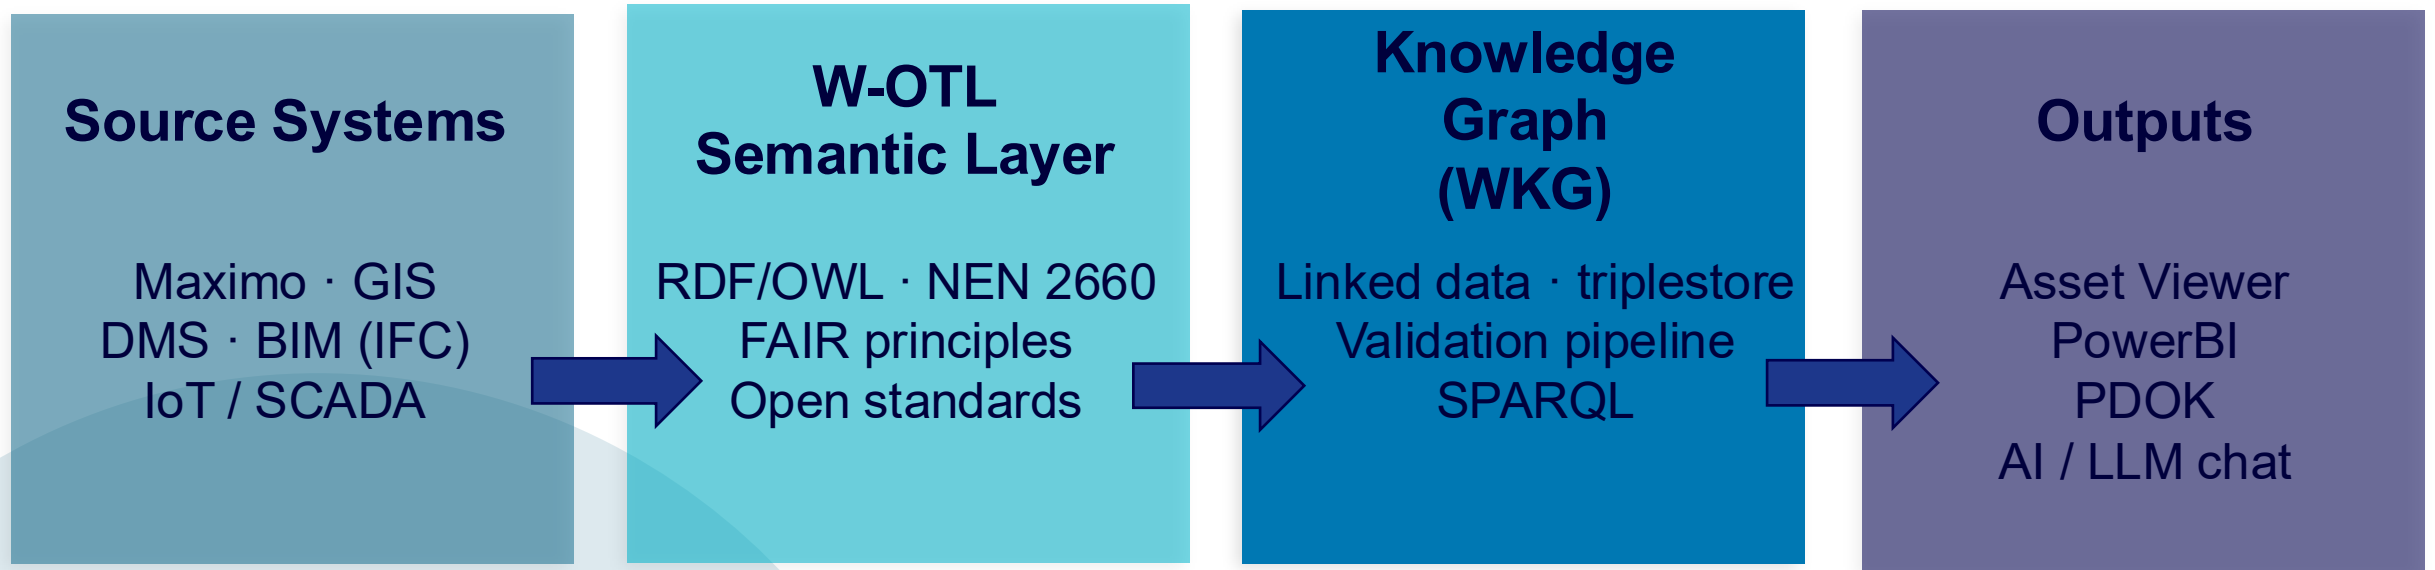 Source Systems
Maximo · GIS
DMS · BIM (IFC)
IoT / SCADA
W-OTL
Semantic Layer
RDF/OWL · NEN 2660
FAIR principles
Open standards
Knowledge
Graph
(WKG)
Linked data · triplestore
Validation pipeline
SPARQL
Outputs
Asset Viewer
PowerBI
PDOK
AI / LLM chat